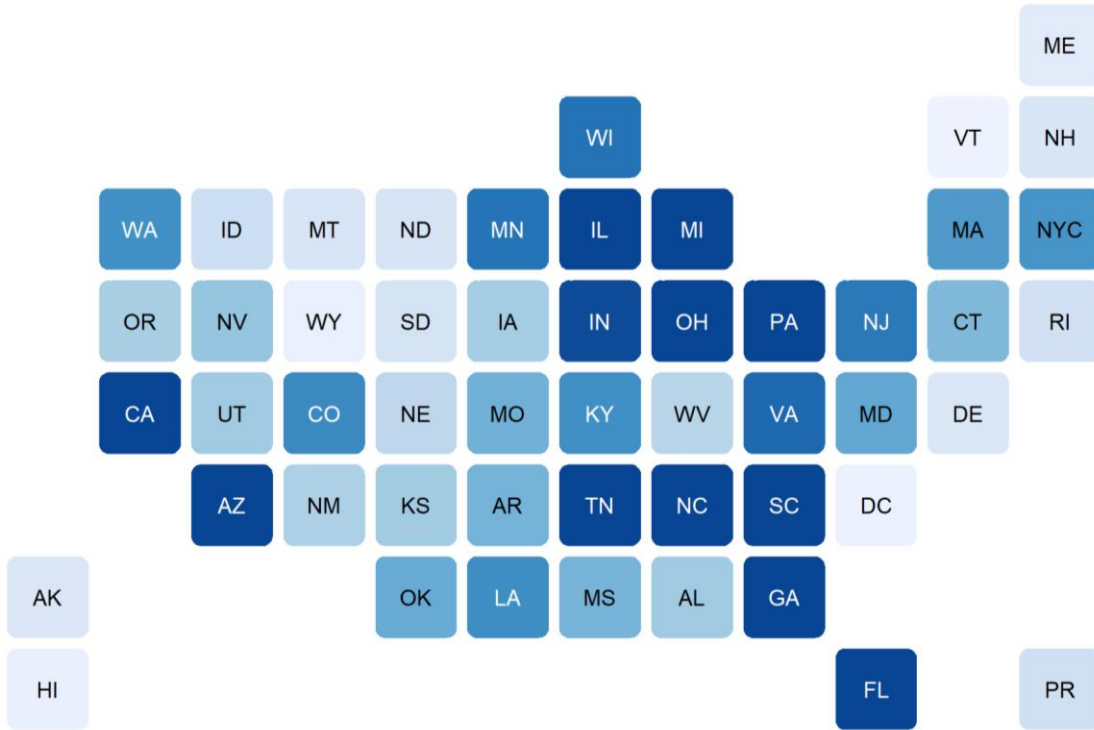 ME
WI VT NH
WA ID MT ND MN IL MI MA NYC
OR NV WY SD IA IN OH PA NJ CT RI
CA UT CO NE MO KY WV VA MD DE
AZ NM KS AR TN NC SC DC
AK OK LA MS AL GA
HI FL PR